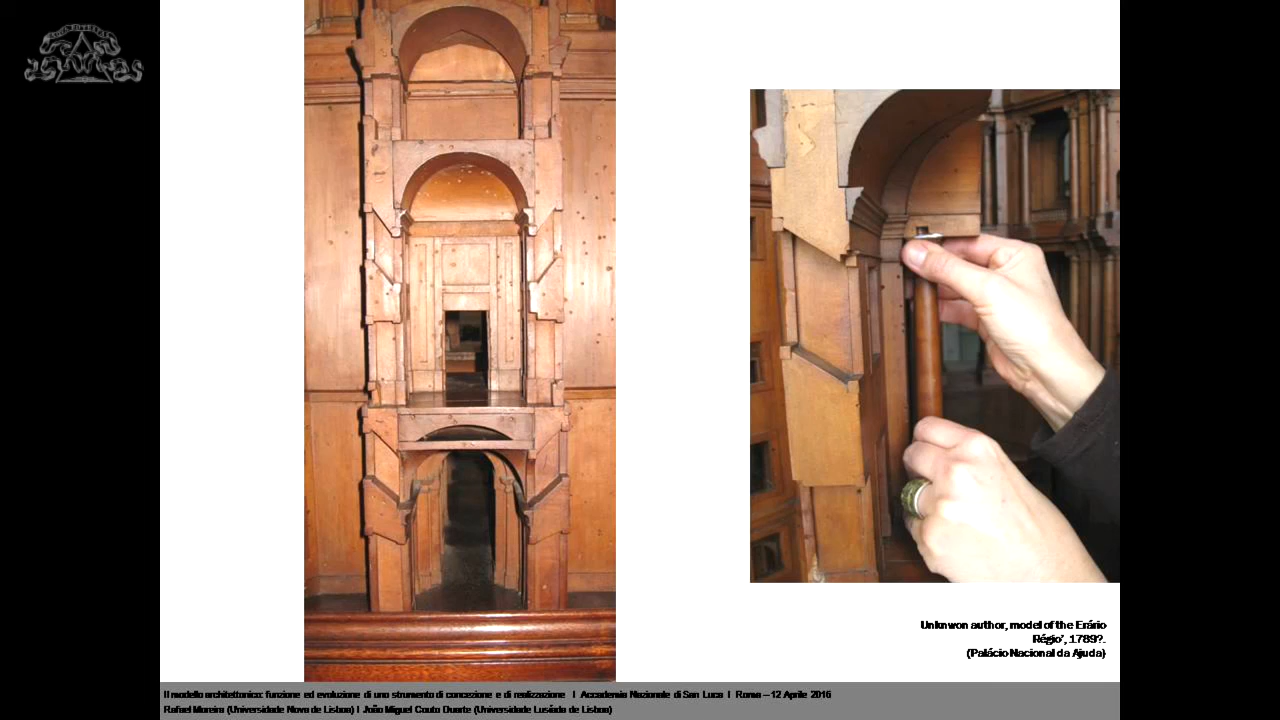 Unknwon author, model of the Erário
Régio', 1789?.
(Palácio Nacional da Ajuda)
Il modello architettonico: funzione ed evoluzione di uno strumento di concezione e di realizzazione I Accademia Nazionale di San Luca I Roma – 12 Aprile 2016
Rafael Moreira (Universidade Nova de Lisboa) I João Miguel Couto Duarte (Universidade Lusíada de Lisboa)